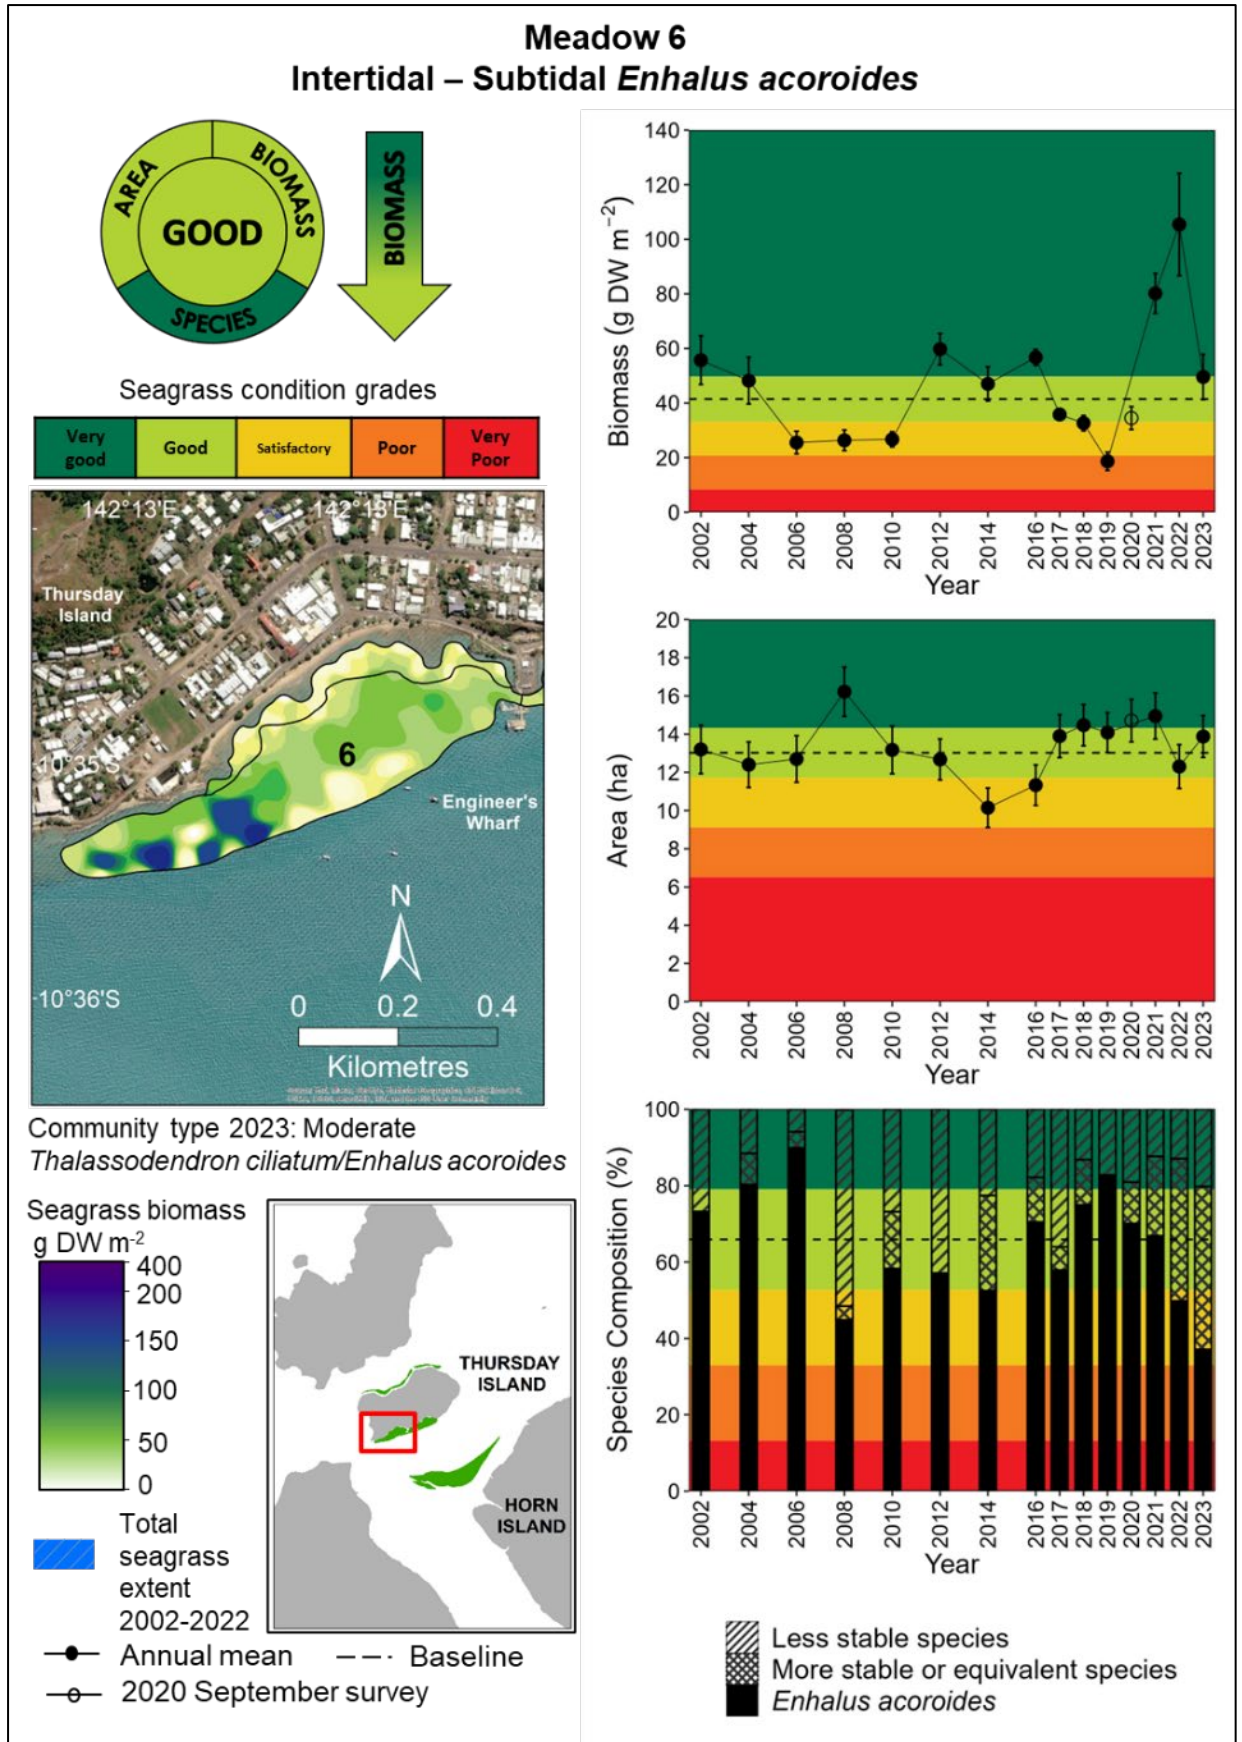 Meadow 6
Intertidal – Subtidal Enhalus acoroides
AREA
BIOMASS
GOOD
SPECIES
BIOMASS
Seagrass condition grades
Very good
Good
Satisfactory
Poor
Very Poor
142°13'E
142°13'E
Thursday
Island
10°35'S
6
Engineer's
Wharf
N
10°36'S
0 0.2 0.4
Kilometres
Community type 2023: Moderate
Thalassodendron ciliatum/Enhalus acoroides
Seagrass biomass
g DW m-2
400
200
150
100
50
0
Total
seagrass
extent
2002-2022
THURSDAY
ISLAND
HORN
ISLAND
Annual mean
Baseline
2020 September survey
Biomass (g DW m−2)
140
120
100
80
60
40
20
0
2002 2004 2006 2008 2010 2012 2014 2016 2017 2018 2019 2020 2021 2022 2023
Year
Area (ha)
20
18
16
14
12
10
8
6
4
2
0
2002 2004 2006 2008 2010 2012 2014 2016 2017 2018 2019 2020 2021 2022 2023
Year
Species Composition (%)
100
80
60
40
20
0
2002 2004 2006 2008 2010 2012 2014 2016 2017 2018 2019 2020 2021 2022 2023
Year
Less stable species
More stable or equivalent species
Enhalus acoroides